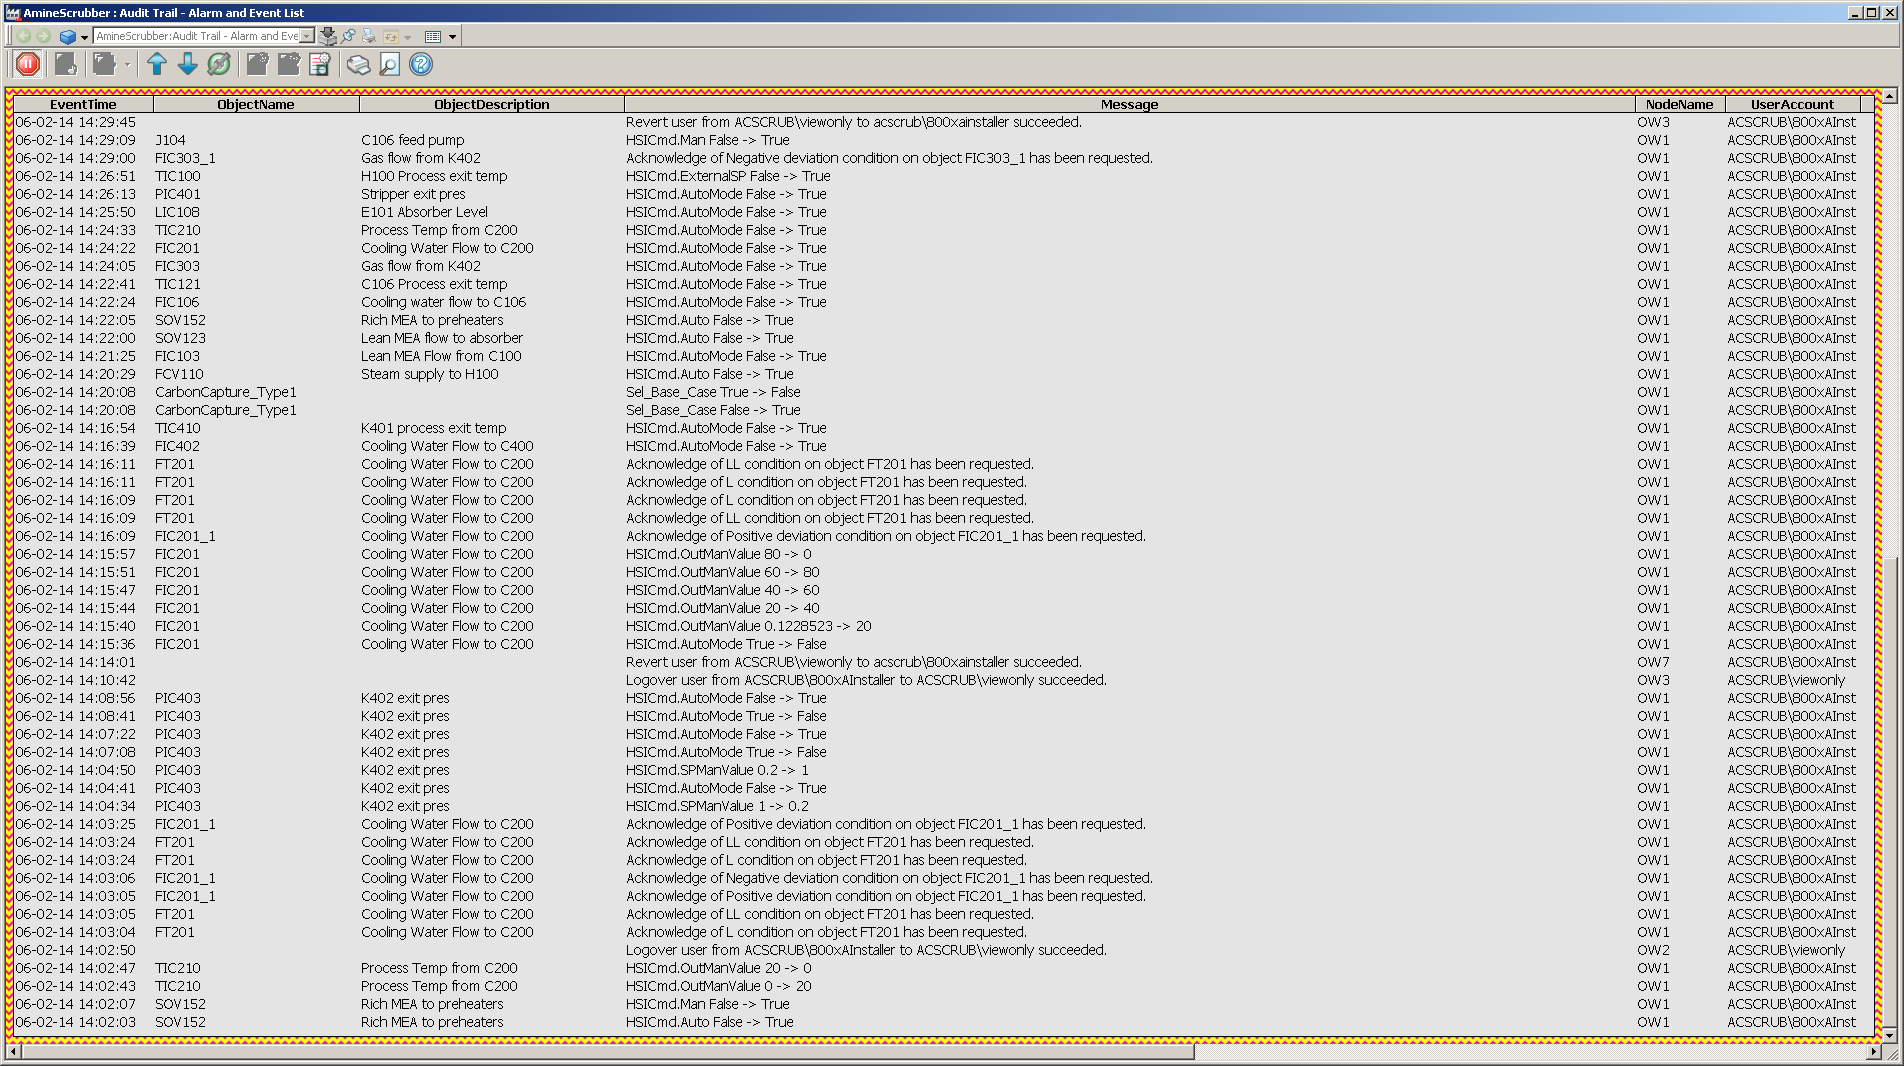 AmineScrubber : Audit Trail - Alarm and Event List
AmineScrubber:Audit Trail - Alarm and Eve
EventTime ObjectName ObjectDescription Message NodeName UserAccount
06-02-14 14:29:45 Revert user from ACSCRUB\viewonly to acscrub\800xainstaller succeeded. OW3 ACSCRUB\800xAInst
06-02-14 14:29:09 J104 C106 feed pump HSICmd.Man False -> True OW1 ACSCRUB\800xAInst
06-02-14 14:29:00 FIC303_1 Gas flow from K402 Acknowledge of Negative deviation condition on object FIC303_1 has been requested. OW1 ACSCRUB\800xAInst
06-02-14 14:26:51 TIC100 H100 Process exit temp HSICmd.ExternalSP False -> True OW1 ACSCRUB\800xAInst
06-02-14 14:26:13 PIC401 Stripper exit pres HSICmd.AutoMode False -> True OW1 ACSCRUB\800xAInst
06-02-14 14:25:50 LIC108 E101 Absorber Level HSICmd.AutoMode False -> True OW1 ACSCRUB\800xAInst
06-02-14 14:24:33 TIC210 Process Temp from C200 HSICmd.AutoMode False -> True OW1 ACSCRUB\800xAInst
06-02-14 14:24:22 FIC201 Cooling Water Flow to C200 HSICmd.AutoMode False -> True OW1 ACSCRUB\800xAInst
06-02-14 14:24:05 FIC303 Gas flow from K402 HSICmd.AutoMode False -> True OW1 ACSCRUB\800xAInst
06-02-14 14:22:41 TIC121 C106 Process exit temp HSICmd.AutoMode False -> True OW1 ACSCRUB\800xAInst
06-02-14 14:22:24 FIC106 Cooling water flow to C106 HSICmd.AutoMode False -> True OW1 ACSCRUB\800xAInst
06-02-14 14:22:05 SOV152 Rich MEA to preheaters HSICmd.Auto False -> True OW1 ACSCRUB\800xAInst
06-02-14 14:22:00 SOV123 Lean MEA flow to absorber HSICmd.Auto False -> True OW1 ACSCRUB\800xAInst
06-02-14 14:21:25 FIC103 Lean MEA Flow from C100 HSICmd.AutoMode False -> True OW1 ACSCRUB\800xAInst
06-02-14 14:20:29 FCV110 Steam supply to H100 HSICmd.Auto False -> True OW1 ACSCRUB\800xAInst
06-02-14 14:20:08 CarbonCapture_Type1 Sel_Base_Case True -> False OW1 ACSCRUB\800xAInst
06-02-14 14:20:08 CarbonCapture_Type1 Sel_Base_Case False -> True OW1 ACSCRUB\800xAInst
06-02-14 14:16:54 TIC410 K401 process exit temp HSICmd.AutoMode False -> True OW1 ACSCRUB\800xAInst
06-02-14 14:16:39 FIC402 Cooling Water Flow to C400 HSICmd.AutoMode False -> True OW1 ACSCRUB\800xAInst
06-02-14 14:16:11 FT201 Cooling Water Flow to C200 Acknowledge of LL condition on object FT201 has been requested. OW1 ACSCRUB\800xAInst
06-02-14 14:16:11 FT201 Cooling Water Flow to C200 Acknowledge of L condition on object FT201 has been requested. OW1 ACSCRUB\800xAInst
06-02-14 14:16:09 FT201 Cooling Water Flow to C200 Acknowledge of L condition on object FT201 has been requested. OW1 ACSCRUB\800xAInst
06-02-14 14:16:09 FT201 Cooling Water Flow to C200 Acknowledge of LL condition on object FT201 has been requested. OW1 ACSCRUB\800xAInst
06-02-14 14:16:09 FIC201_1 Cooling Water Flow to C200 Acknowledge of Positive deviation condition on object FIC201_1 has been requested. OW1 ACSCRUB\800xAInst
06-02-14 14:15:57 FIC201 Cooling Water Flow to C200 HSICmd.OutManValue 80 -> 0 OW1 ACSCRUB\800xAInst
06-02-14 14:15:51 FIC201 Cooling Water Flow to C200 HSICmd.OutManValue 60 -> 80 OW1 ACSCRUB\800xAInst
06-02-14 14:15:47 FIC201 Cooling Water Flow to C200 HSICmd.OutManValue 40 -> 60 OW1 ACSCRUB\800xAInst
06-02-14 14:15:44 FIC201 Cooling Water Flow to C200 HSICmd.OutManValue 20 -> 40 OW1 ACSCRUB\800xAInst
06-02-14 14:15:40 FIC201 Cooling Water Flow to C200 HSICmd.OutManValue 0.1228523 -> 20 OW1 ACSCRUB\800xAInst
06-02-14 14:15:36 FIC201 Cooling Water Flow to C200 HSICmd.AutoMode True -> False OW1 ACSCRUB\800xAInst
06-02-14 14:14:01 Revert user from ACSCRUB\viewonly to acscrub\800xainstaller succeeded. OW7 ACSCRUB\800xAInst
06-02-14 14:10:42 Logover user from ACSCRUB\800xAInstaller to ACSCRUB\viewonly succeeded. OW3 ACSCRUB\viewonly
06-02-14 14:08:56 PIC403 K402 exit pres HSICmd.AutoMode False -> True OW1 ACSCRUB\800xAInst
06-02-14 14:08:41 PIC403 K402 exit pres HSICmd.AutoMode True -> False OW1 ACSCRUB\800xAInst
06-02-14 14:07:22 PIC403 K402 exit pres HSICmd.AutoMode False -> True OW1 ACSCRUB\800xAInst
06-02-14 14:07:08 PIC403 K402 exit pres HSICmd.AutoMode True -> False OW1 ACSCRUB\800xAInst
06-02-14 14:04:50 PIC403 K402 exit pres HSICmd.SPManValue 0.2 -> 1 OW1 ACSCRUB\800xAInst
06-02-14 14:04:41 PIC403 K402 exit pres HSICmd.AutoMode False -> True OW1 ACSCRUB\800xAInst
06-02-14 14:04:34 PIC403 K402 exit pres HSICmd.SPManValue 1 -> 0.2 OW1 ACSCRUB\800xAInst
06-02-14 14:03:25 FIC201_1 Cooling Water Flow to C200 Acknowledge of Positive deviation condition on object FIC201_1 has been requested. OW1 ACSCRUB\800xAInst
06-02-14 14:03:24 FT201 Cooling Water Flow to C200 Acknowledge of LL condition on object FT201 has been requested. OW1 ACSCRUB\800xAInst
06-02-14 14:03:24 FT201 Cooling Water Flow to C200 Acknowledge of L condition on object FT201 has been requested. OW1 ACSCRUB\800xAInst
06-02-14 14:03:06 FIC201_1 Cooling Water Flow to C200 Acknowledge of Negative deviation condition on object FIC201_1 has been requested. OW1 ACSCRUB\800xAInst
06-02-14 14:03:05 FIC201_1 Cooling Water Flow to C200 Acknowledge of Positive deviation condition on object FIC201_1 has been requested. OW1 ACSCRUB\800xAInst
06-02-14 14:03:05 FT201 Cooling Water Flow to C200 Acknowledge of LL condition on object FT201 has been requested. OW1 ACSCRUB\800xAInst
06-02-14 14:03:04 FT201 Cooling Water Flow to C200 Acknowledge of L condition on object FT201 has been requested. OW1 ACSCRUB\800xAInst
06-02-14 14:02:50 Logover user from ACSCRUB\800xAInstaller to ACSCRUB\viewonly succeeded. OW2 ACSCRUB\viewonly
06-02-14 14:02:47 TIC210 Process Temp from C200 HSICmd.OutManValue 20 -> 0 OW1 ACSCRUB\800xAInst
06-02-14 14:02:43 TIC210 Process Temp from C200 HSICmd.OutManValue 0 -> 20 OW1 ACSCRUB\800xAInst
06-02-14 14:02:07 SOV152 Rich MEA to preheaters HSICmd.Man False -> True OW1 ACSCRUB\800xAInst
06-02-14 14:02:03 SOV152 Rich MEA to preheaters HSICmd.Auto False -> True OW1 ACSCRUB\800xAInst